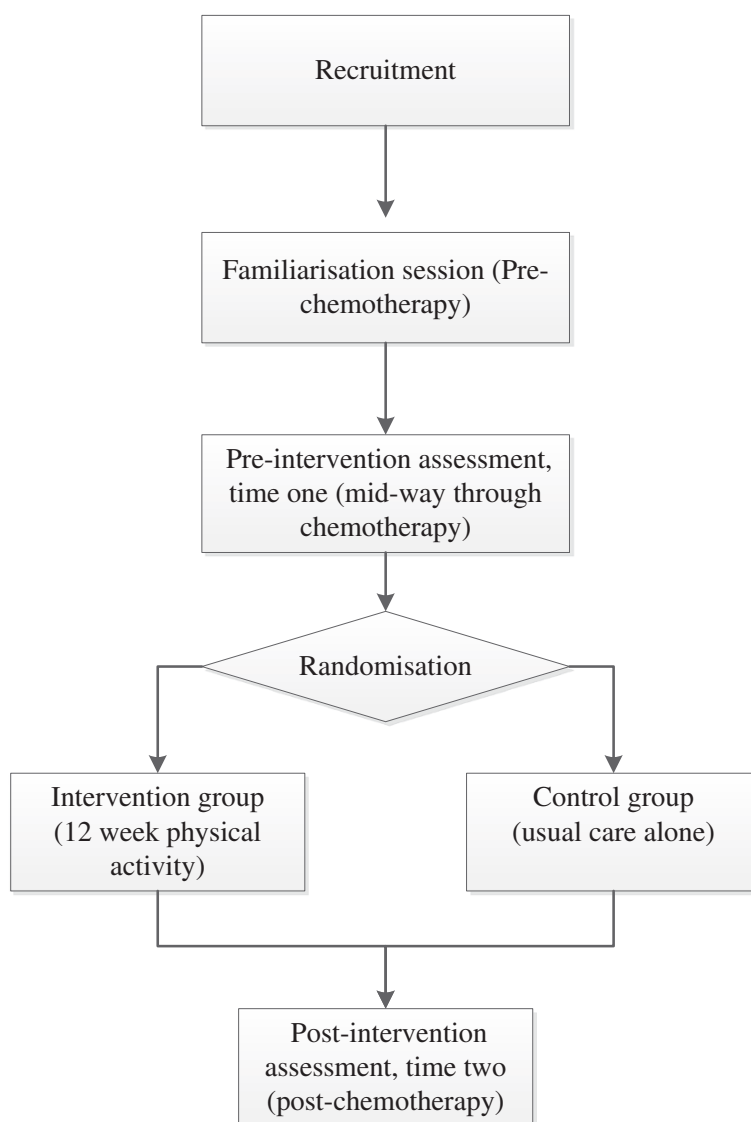 Recruitment
Familiarisation session (Pre-
chemotherapy)
Pre-intervention assessment,
time one (mid-way through
chemotherapy)
Randomisation
Intervention group
(12 week physical
activity)
Control group
(usual care alone)
Post-intervention
assessment, time two
(post-chemotherapy)